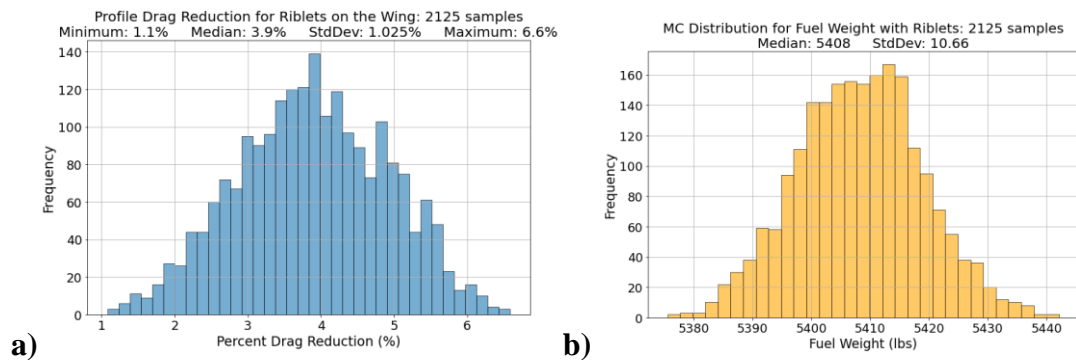 Profile Drag Reduction for Riblets on the Wing: 2125 samples
Minimum: 1.1% Median: 3.9% StdDev: 1.025% Maximum: 6.6%
140
120
100
80
60
40
20
0
Frequency
1 2 3 4 5 6
Percent Drag Reduction (%)
a)
MC Distribution for Fuel Weight with Riblets: 2125 samples
Median: 5408 StdDev: 10.66
160
140
120
100
80
60
40
20
0
Frequency
5380 5390 5400 5410 5420 5430 5440
Fuel Weight (lbs)
b)